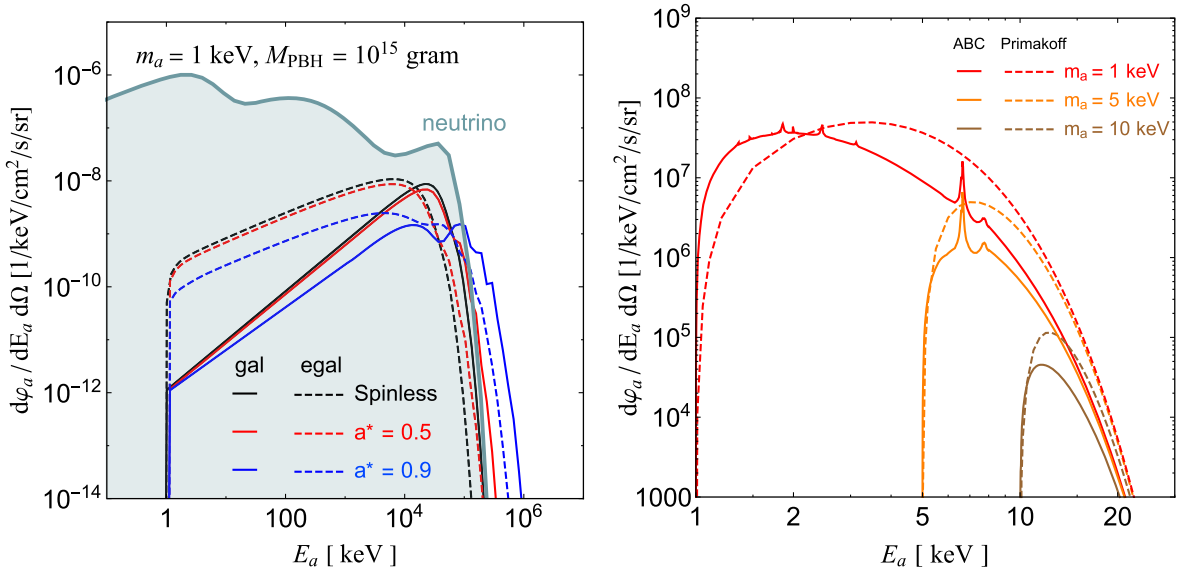 m_a = 1 keV, M_PBH = 10^15 gram
neutrino
gal egal
Spinless
a* = 0.5
a* = 0.9
10^-6
10^-8
10^-10
10^-12
10^-14
1 100 10^4 10^6
E_a [ keV ]
dφ_a / dE_a dΩ [1/keV/cm^2/s/sr]
ABC Primakoff
m_a = 1 keV
m_a = 5 keV
m_a = 10 keV
10^9
10^8
10^7
10^6
10^5
10^4
1000
1 2 5 10 20
E_a [ keV ]
dφ_a / dE_a dΩ [1/keV/cm^2/s/sr]